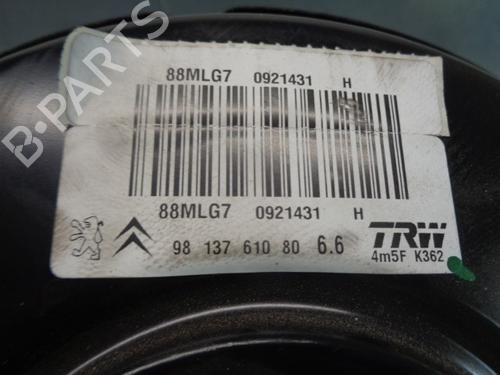 88MLG7 0921431 H
88MLG7 0921431 H
98 137 610 80 6.6
TRW
4m5F K362
B-PARTS